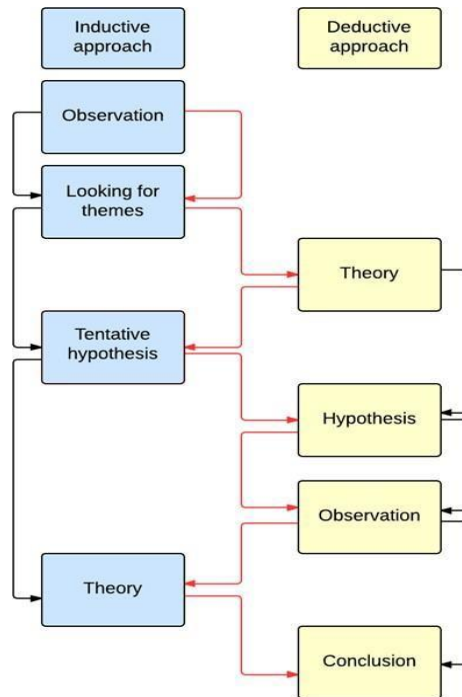 Inductive
approach
Deductive
approach
Observation
Looking for
themes
Theory
Tentative
hypothesis
Hypothesis
Observation
Theory
Conclusion